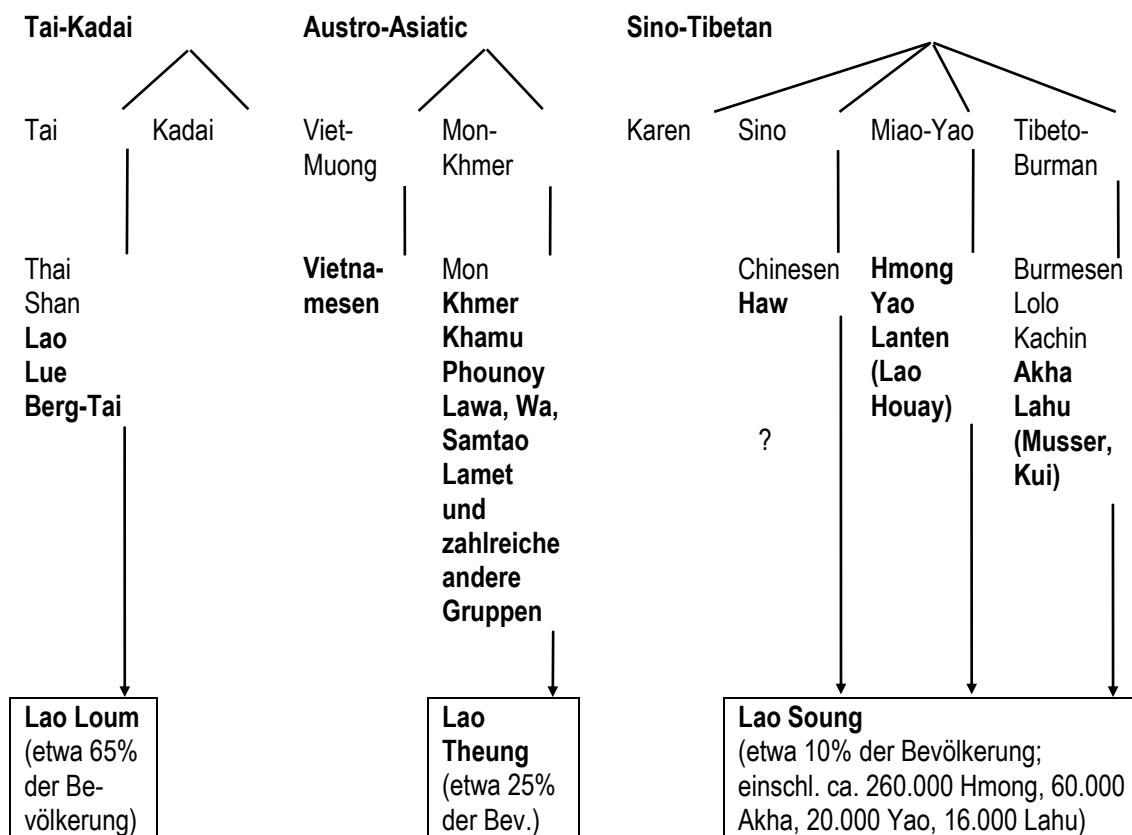 Tai-Kadai
Austro-Asiatic
Sino-Tibetan
Tai
Kadai
Viet-
Muong
Mon-
Khmer
Karen
Sino
Miao-Yao
Tibeto-
Burman
Thai
Shan
Lao
Lue
Berg-Tai
Vietna-
mesen
Mon
Khmer
Khamu
Phounoy
Lawa, Wa,
Samtao
Lamet
und
zahlreiche
andere
Gruppen
Chinesen
Haw
?
Hmong
Yao
Lanten
(Lao
Houay)
Burmesen
Lolo
Kachin
Akha
Lahu
(Musser,
Kui)
Lao Loum
(etwa 65%
der Be-
völkerung)
Lao
Theung
(etwa 25%
der Bev.)
Lao Soung
(etwa 10% der Bevölkerung;
einschl. ca. 260.000 Hmong, 60.000
Akha, 20.000 Yao, 16.000 Lahu)